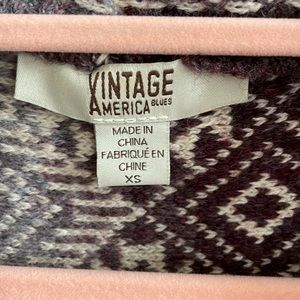 VINTAGE
AMERICA BLUES
MADE IN
CHINA
FABRIQUÉ EN
CHINE
XS